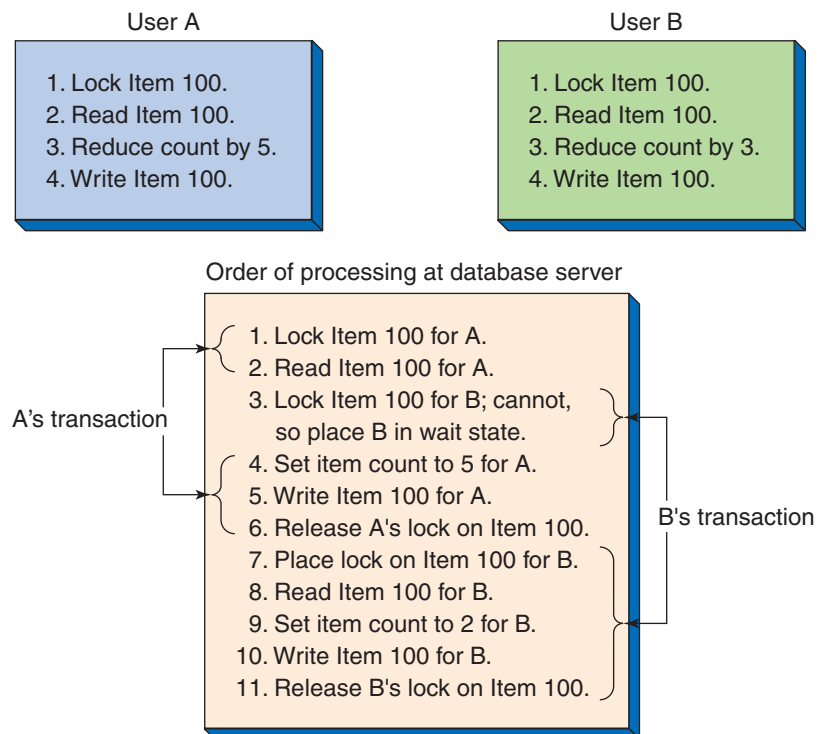 User A
1. Lock Item 100.
2. Read Item 100.
3. Reduce count by 5.
4. Write Item 100.
User B
1. Lock Item 100.
2. Read Item 100.
3. Reduce count by 3.
4. Write Item 100.
Order of processing at database server
1. Lock Item 100 for A.
2. Read Item 100 for A.
3. Lock Item 100 for B; cannot,
so place B in wait state.
4. Set item count to 5 for A.
5. Write Item 100 for A.
6. Release A's lock on Item 100.
7. Place lock on Item 100 for B.
8. Read Item 100 for B.
9. Set item count to 2 for B.
10. Write Item 100 for B.
11. Release B's lock on Item 100.
A's transaction
B's transaction